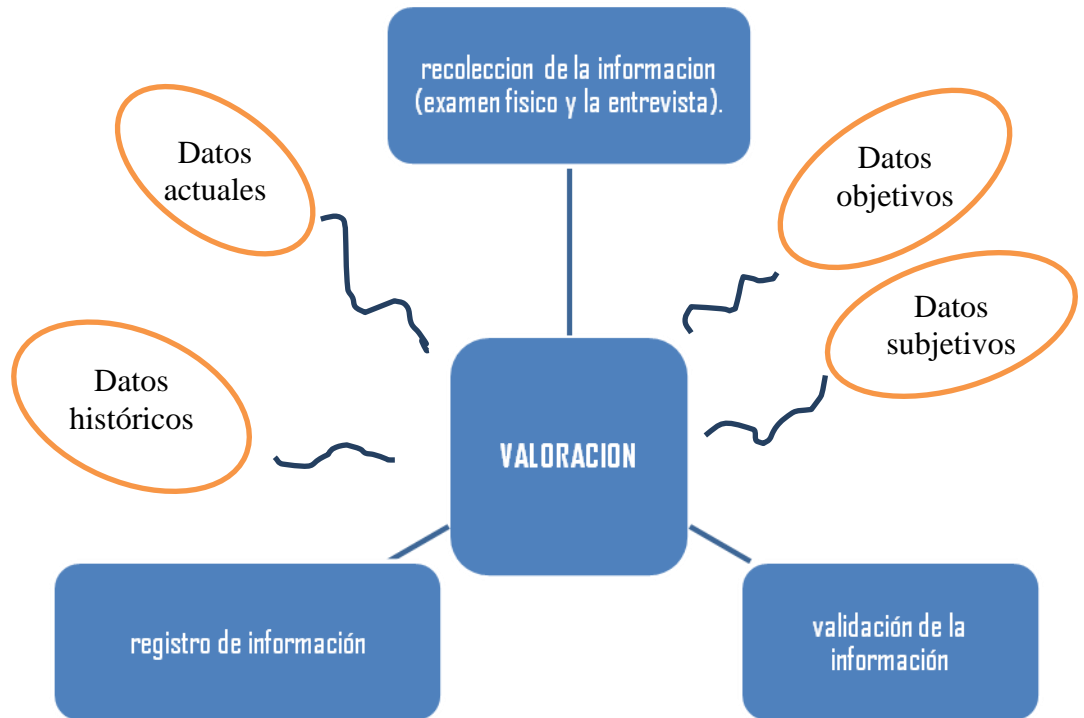 recoleccion de la informacion
(examen fisico y la entrevista).
Datos
actuales
Datos
objetivos
Datos
subjetivos
Datos
históricos
VALORACION
registro de información
validación de la
información